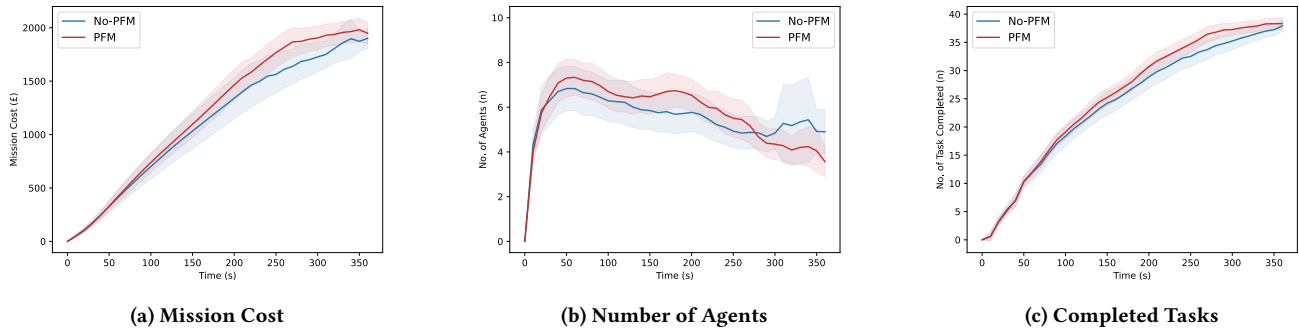 No-PFM
PFM
2000
1500
1000
500
0
Mission Cost (£)
0 50 100 150 200 250 300 350
Time (s)
(a) Mission Cost
No-PFM
PFM
10
8
6
4
2
0
No. of Agents (n)
0 50 100 150 200 250 300 350
Time (s)
(b) Number of Agents
No-PFM
PFM
40
35
30
25
20
15
10
5
0
No. of Task Completed (n)
0 50 100 150 200 250 300 350
Time (s)
(c) Completed Tasks